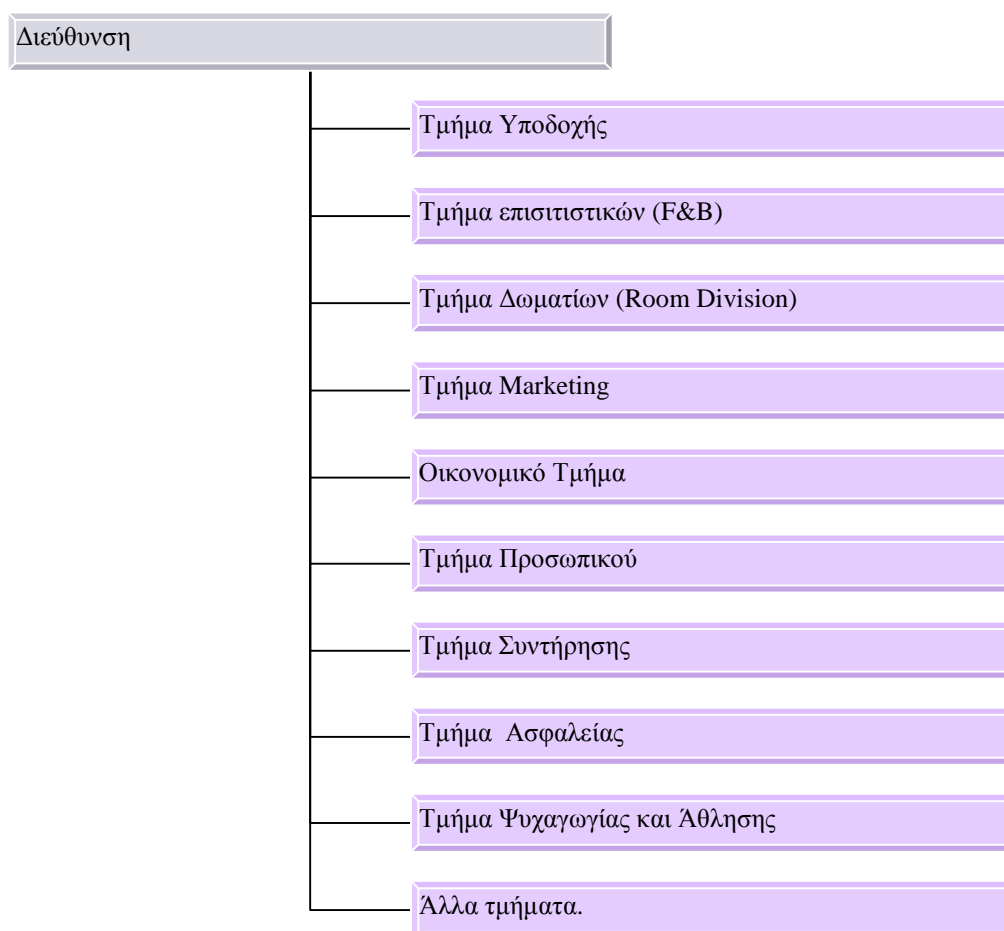 Διεύθυνση
Τμήμα Υποδοχής
Τμήμα επισιτιστικών (F&B)
Τμήμα Δωματίων (Room Division)
Τμήμα Marketing
Οικονομικό Τμήμα
Τμήμα Προσωπικού
Τμήμα Συντήρησης
Τμήμα  Ασφαλείας
Τμήμα Ψυχαγωγίας και Άθλησης
Άλλα τμήματα.